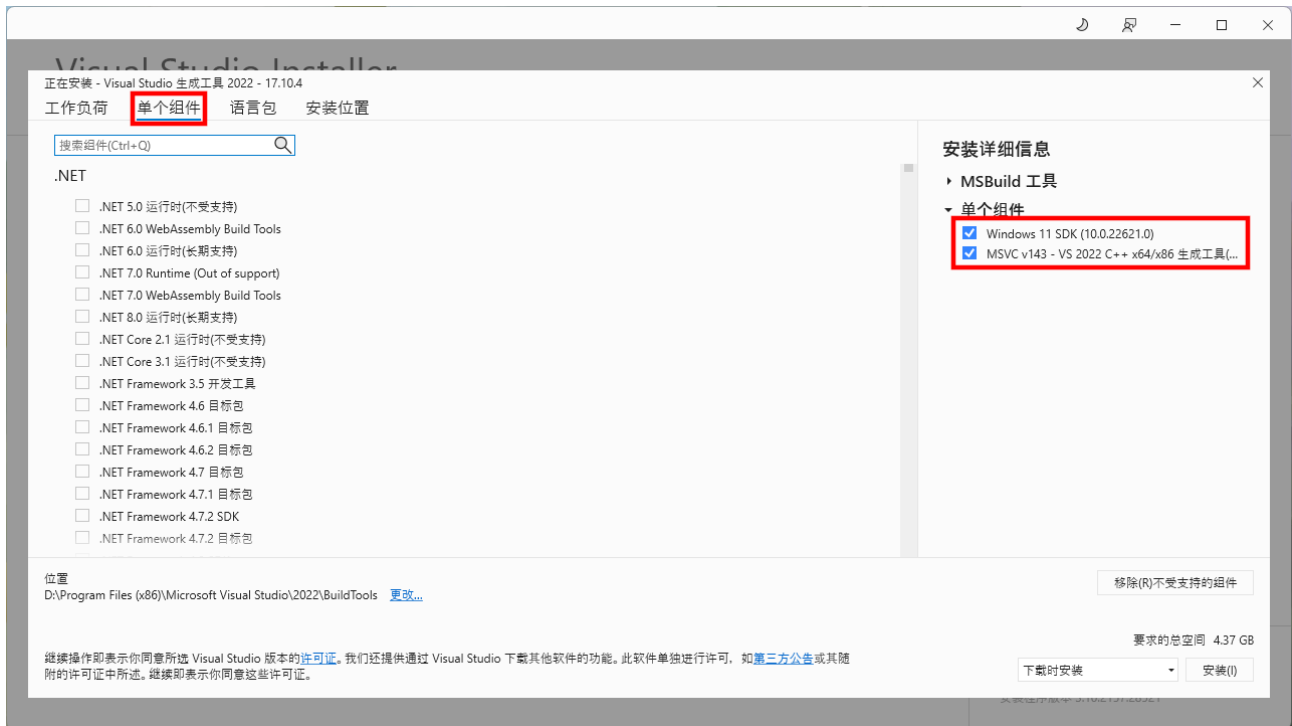 Visual Studio Installer
正在安装 - Visual Studio 生成工具 2022 - 17.10.4
工作负荷 单个组件 语言包 安装位置
搜索组件(Ctrl+Q)
.NET
.NET 5.0 运行时(不受支持)
.NET 6.0 WebAssembly Build Tools
.NET 6.0 运行时(长期支持)
.NET 7.0 Runtime (Out of support)
.NET 7.0 WebAssembly Build Tools
.NET 8.0 运行时(长期支持)
.NET Core 2.1 运行时(不受支持)
.NET Core 3.1 运行时(不受支持)
.NET Framework 3.5 开发工具
.NET Framework 4.6 目标包
.NET Framework 4.6.1 目标包
.NET Framework 4.6.2 目标包
.NET Framework 4.7 目标包
.NET Framework 4.7.1 目标包
.NET Framework 4.7.2 SDK
.NET Framework 4.7.2 目标包
安装详细信息
MSBuild 工具
单个组件
Windows 11 SDK (10.0.22621.0)
MSVC v143 - VS 2022 C++ x64/x86 生成工具(...
位置
D:\Program Files (x86)\Microsoft Visual Studio\2022\BuildTools 更改...
移除(R)不受支持的组件
要求的总空间 4.37 GB
继续操作即表示你同意所选 Visual Studio 版本的许可证。我们还提供通过 Visual Studio 下载其他软件的功能。此软件单独进行许可，如第三方公告或其随
附的许可证中所述。继续即表示你同意这些许可证。
下载时安装 安装(I)